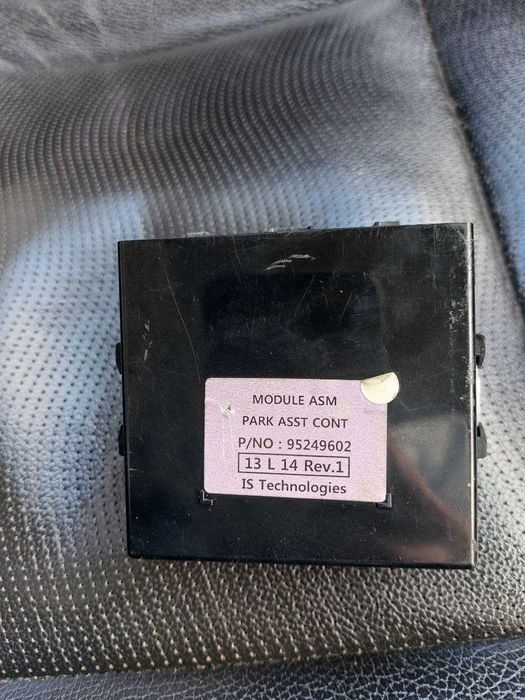 MODULE ASM
PARK ASST CONT
P/NO : 95249602
13 L 14 Rev.1
IS Technologies